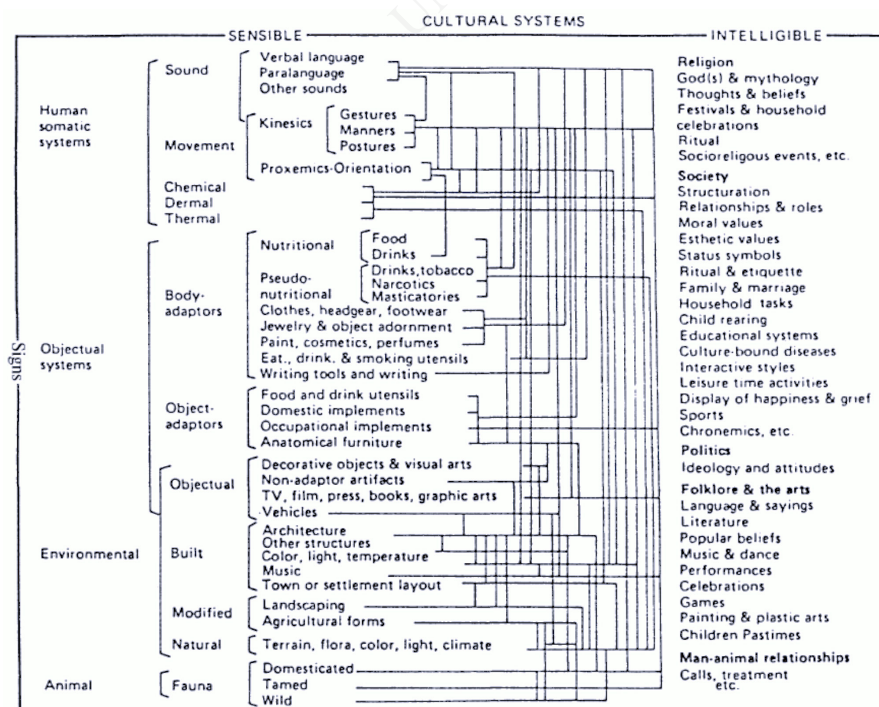 CULTURAL SYSTEMS
SENSIBLE
INTELLIGIBLE
Signs
Human somatic systems
Sound
Verbal language
Paralanguage
Other sounds
Movement
Kinesics
Gestures
Manners
Postures
Proxemics-Orientation
Chemical
Dermal
Thermal
Objectual systems
Body-adaptors
Nutritional
Food
Drinks
Pseudo-nutritional
Drinks,tobacco
Narcotics
Masticatories
Clothes, headgear, footwear
Jewelry & object adornment
Paint, cosmetics, perfumes
Eat., drink. & smoking utensils
Writing tools and writing
Object-adaptors
Food and drink utensils
Domestic implements
Occupational implements
Anatomical furniture
Environmental
Objectual
Decorative objects & visual arts
Non-adaptor artifacts
TV, film, press, books, graphic arts
Vehicles
Built
Architecture
Other structures
Color, light, temperature
Music
Town or settlement layout
Modified
Landscaping
Agricultural forms
Natural
Terrain, flora, color, light, climate
Animal
Fauna
Domesticated
Tamed
Wild
Religion
God(s) & mythology
Thoughts & beliefs
Festivals & household
celebrations
Ritual
Socioreligous events, etc.
Society
Structuration
Relationships & roles
Moral values
Esthetic values
Status symbols
Ritual & etiquette
Family & marriage
Household tasks
Child rearing
Educational systems
Culture-bound diseases
Interactive styles
Leisure time activities
Display of happiness & grief
Sports
Chronemics, etc.
Politics
Ideology and attitudes
Folklore & the arts
Language & sayings
Literature
Popular beliefs
Music & dance
Performances
Celebrations
Games
Painting & plastic arts
Children Pastimes
Man-animal relationships
Calls, treatment
etc.